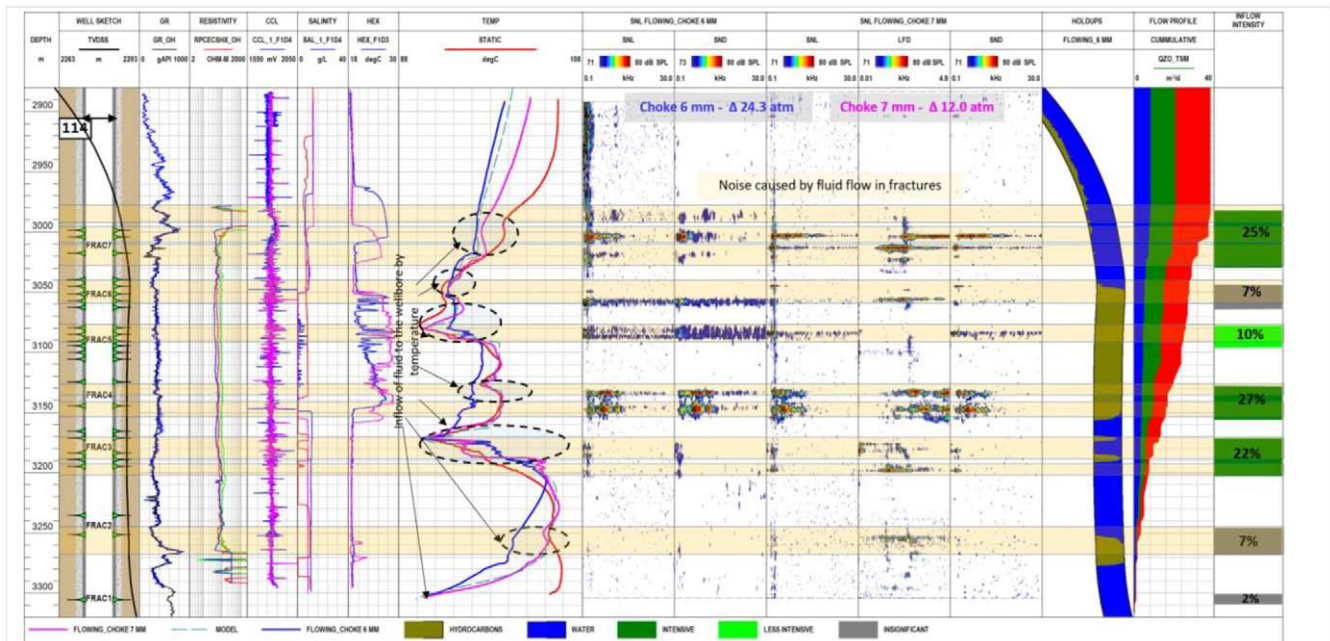 WELL SKETCH GR RESISTIVITY CCL SALINITY HEX TEMP SNL FLOWING_CHOKE 6 MM SNL FLOWING_CHOKE 7 MM HOLDUPS FLOW PROFILE INFLOW INTENSITY
DEPTH TVDSS GR_OH RPCECSHX_OH CCL_1_F1D4 SAL_1_F1D4 HEX_F1D3 STATIC SNL SND SNL LFD SND FLOWING_6 MM CUMMULATIVE
QZO_TSM
m 2263 m 2293 0 gAPI 1000 2 OHM-M 2000 1550 mV 2050 0 g/L 40 18 degC 30 degC 108 71 80 dB SPL 73 80 dB SPL 71 80 dB SPL 71 80 dB SPL 71 80 dB SPL 0 m³/d 40
0.1 kHz 30.0 0.1 kHz 30.0 0.1 kHz 30.0 0.1 kHz 4.0 0.1 kHz 30.0
2900
Choke 6 mm - Δ 24.3 atm Choke 7 mm - Δ 12.0 atm
114
2950
Noise caused by fluid flow in fractures
3000
25%
FRAC7
3050
FRAC6
7%
FRAC5
10%
3100
FRAC4
27%
3150
FRAC3
22%
3200
FRAC2
3250
7%
3300
FRAC1
2%
Inflow of fluid to the wellbore by
temperature
FLOWING_CHOKE 7 MM MODEL FLOWING_CHOKE 6 MM HYDROCARBONS WATER INTENSIVE LESS INTENSIVE INSIGNIFICANT